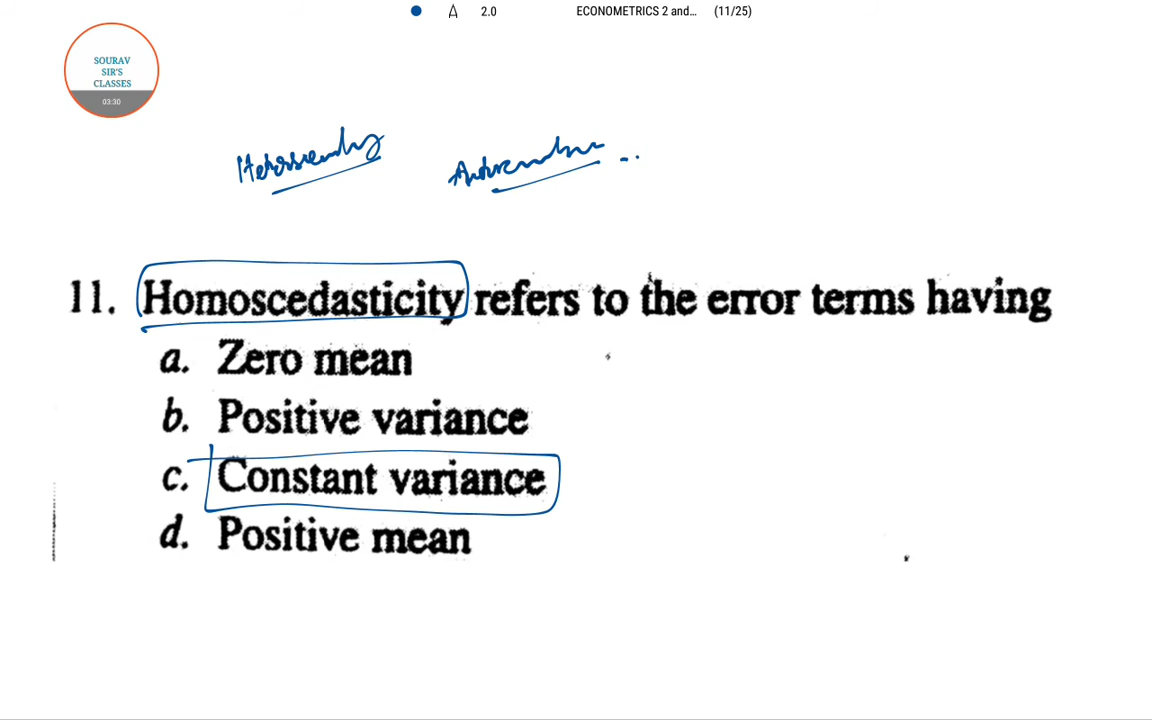 2.0 ECONOMETRICS 2 and... (11/25)
SOURAV
SIR'S
CLASSES
03:30
11. Homoscedasticity refers to the error terms having
a. Zero mean
b. Positive variance
c. Constant variance
d. Positive mean